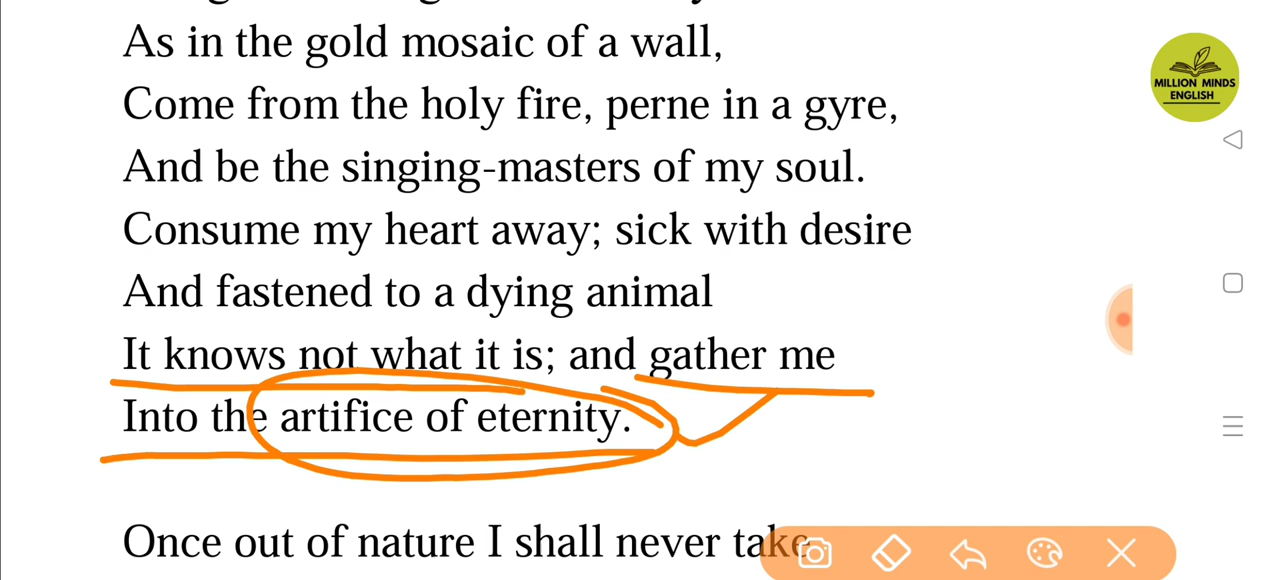 As in the gold mosaic of a wall,
Come from the holy fire, perne in a gyre,
And be the singing-masters of my soul.
Consume my heart away; sick with desire
And fastened to a dying animal
It knows not what it is; and gather me
Into the artifice of eternity.
Once out of nature I shall never take
MILLION MINDS
ENGLISH